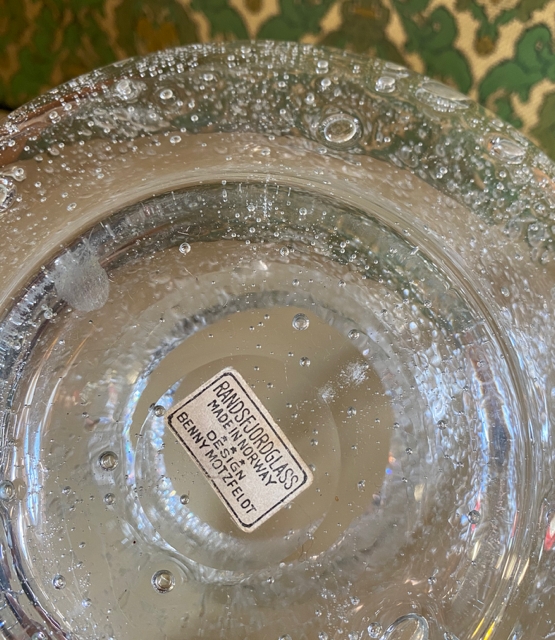 RANDSFJORDGLASS
MADE IN NORWAY
★ ★ ★
DESIGN
BENNY MOTZFELDT